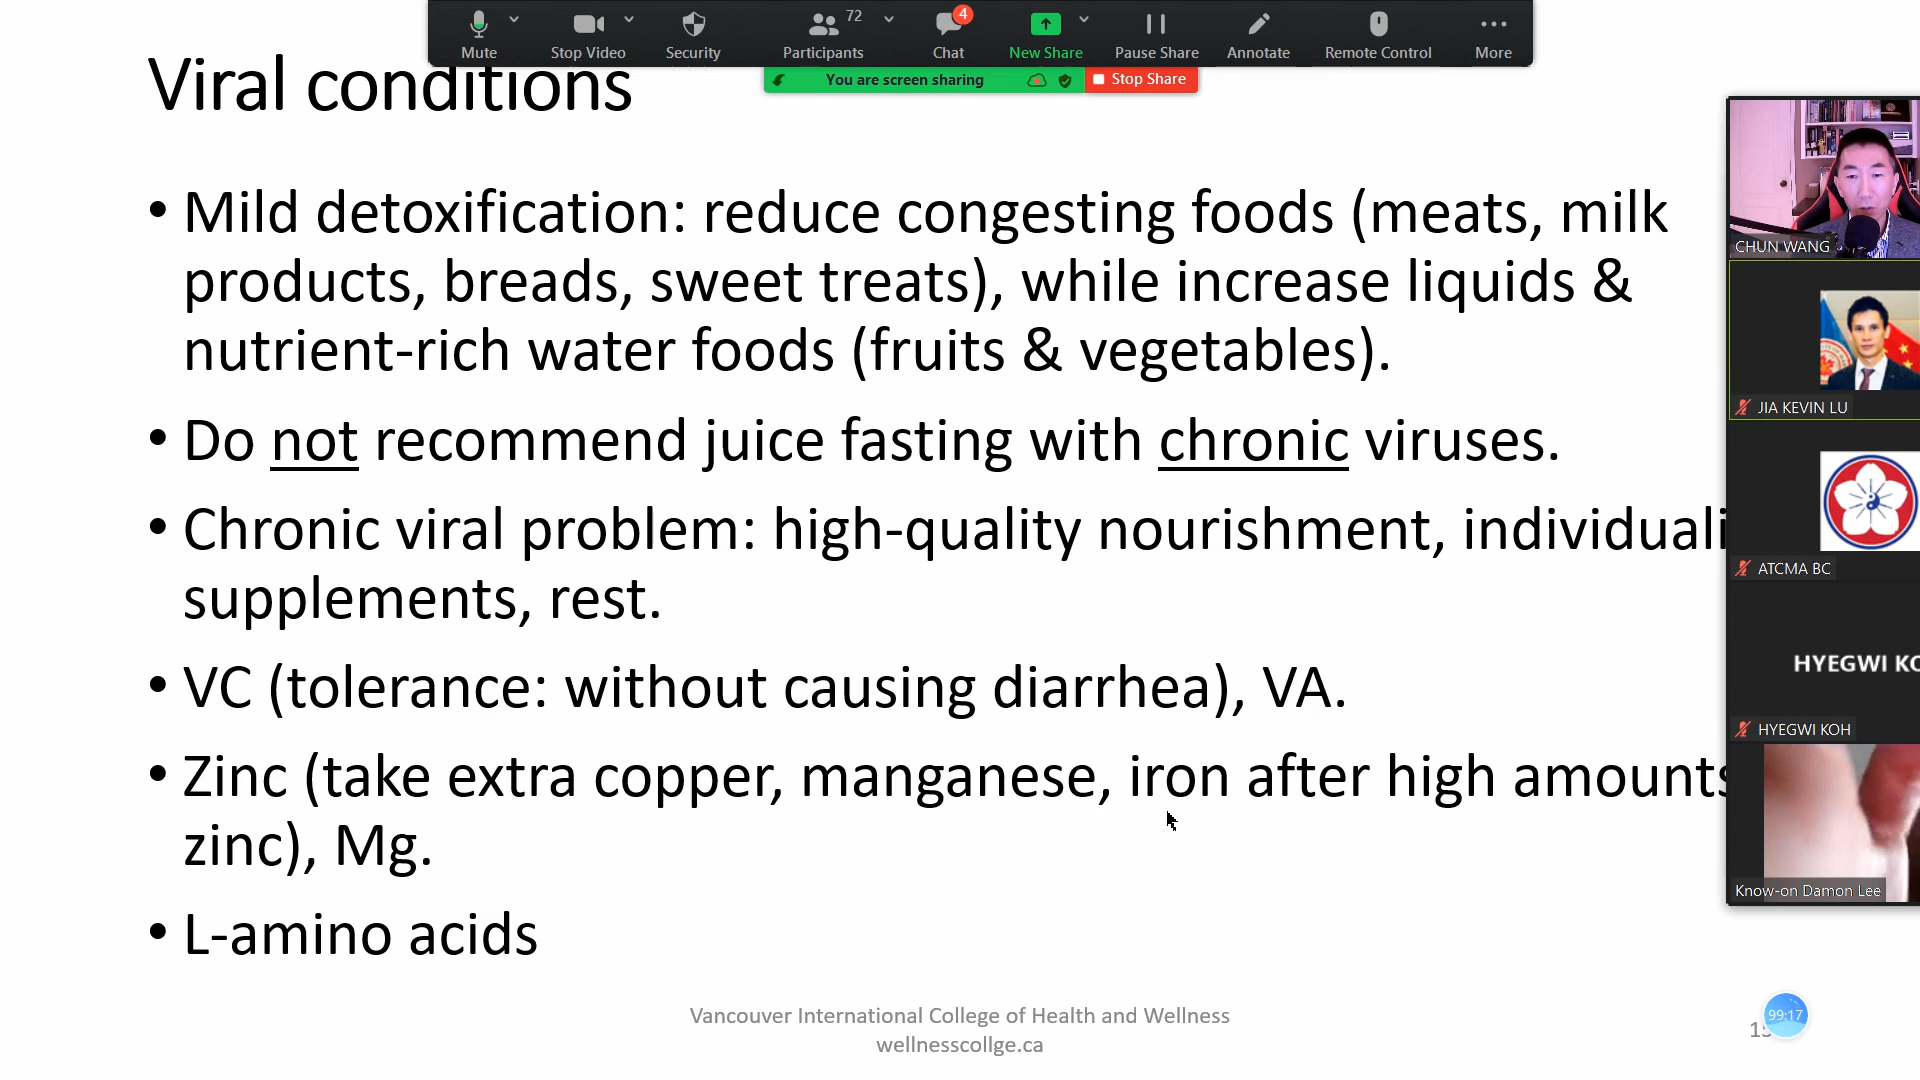 Mute
Stop Video
Security
Participants
72
Chat
4
New Share
Pause Share
Annotate
Remote Control
More
You are screen sharing
Stop Share
Viral conditions
• Mild detoxification: reduce congesting foods (meats, milk
products, breads, sweet treats), while increase liquids &
nutrient-rich water foods (fruits & vegetables).
• Do not recommend juice fasting with chronic viruses.
• Chronic viral problem: high-quality nourishment, individuali
supplements, rest.
• VC (tolerance: without causing diarrhea), VA.
• Zinc (take extra copper, manganese, iron after high amounts
zinc), Mg.
• L-amino acids
Vancouver International College of Health and Wellness
wellnesscollge.ca
99:17
CHUN WANG
JIA KEVIN LU
ATCMA BC
HYEGWI KO
HYEGWI KOH
Know-on Damon Lee